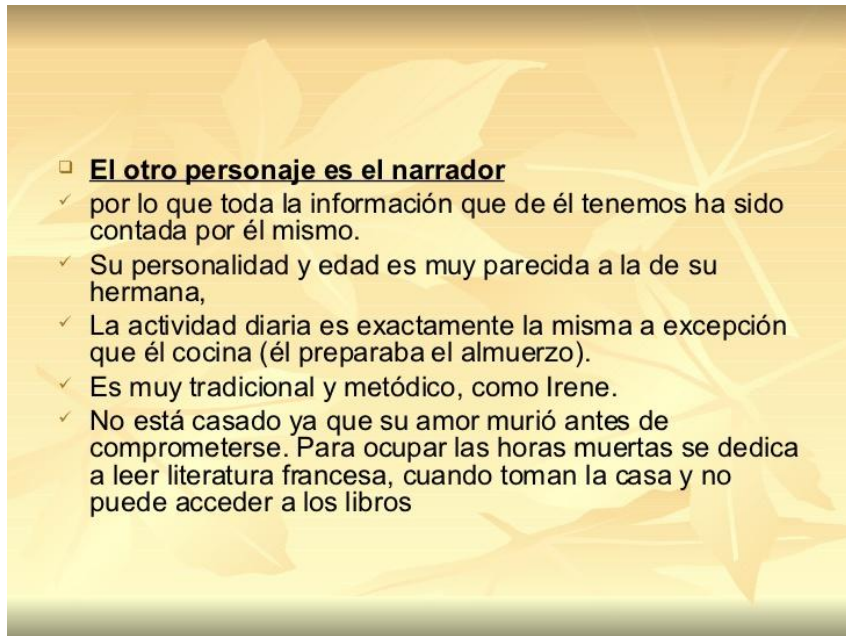 El otro personaje es el narrador
por lo que toda la información que de él tenemos ha sido
contada por él mismo.
Su personalidad y edad es muy parecida a la de su
hermana,
La actividad diaria es exactamente la misma a excepción
que él cocina (él preparaba el almuerzo).
Es muy tradicional y metódico, como Irene.
No está casado ya que su amor murió antes de
comprometerse. Para ocupar las horas muertas se dedica
a leer literatura francesa, cuando toman la casa y no
puede acceder a los libros